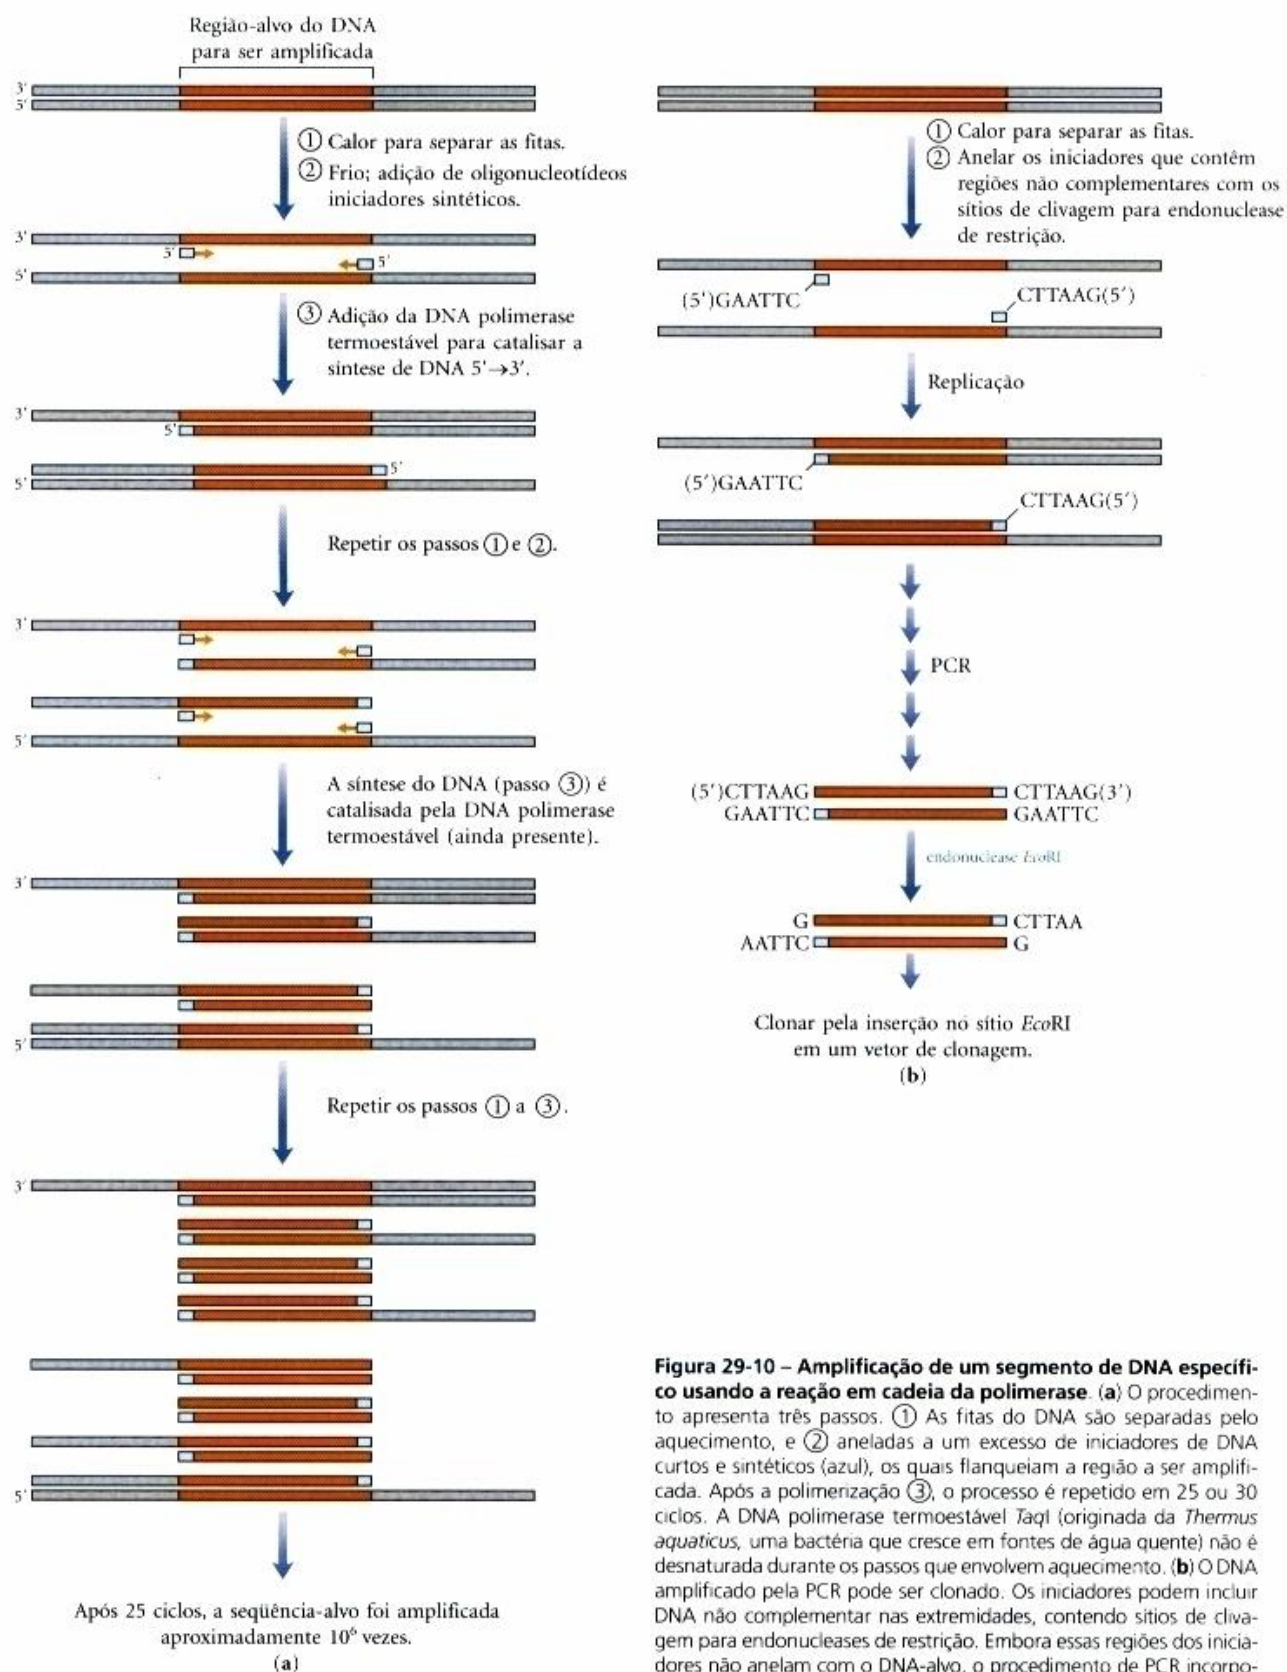 Região-alvo do DNA
para ser amplificada
3'
5'
① Calor para separar as fitas.
② Frio; adição de oligonucleotídeos
iniciadores sintéticos.
3'
5'
5'
5'
③ Adição da DNA polimerase
termoestável para catalisar a
síntese de DNA 5'→3'.
3'
5'
5'
5'
Repetir os passos ① e ②.
3'
5'
A síntese do DNA (passo ③) é
catalisada pela DNA polimerase
termoestável (ainda presente).
3'
5'
Repetir os passos ① a ③.
3'
5'
Após 25 ciclos, a seqüência-alvo foi amplificada
aproximadamente 10⁶ vezes.
(a)
① Calor para separar as fitas.
② Anelar os iniciadores que contêm
regiões não complementares com os
sítios de clivagem para endonuclease
de restrição.
(5')GAATTC
CTTAAG(5')
Replicação
(5')GAATTC
CTTAAG(5')
PCR
(5')CTTAAG CTTAAG(3')
GAATTC GAATTC
endonuclease EcoRI
G CTTAA
AATTC G
Clonar pela inserção no sítio EcoRI
em um vetor de clonagem.
(b)
Figura 29-10 – Amplificação de um segmento de DNA específi-
co usando a reação em cadeia da polimerase. (a) O procedimen-
to apresenta três passos. ① As fitas do DNA são separadas pelo
aquecimento, e ② aneladas a um excesso de iniciadores de DNA
curtos e sintéticos (azul), os quais flanqueiam a região a ser amplifi-
cada. Após a polimerização ③, o processo é repetido em 25 ou 30
ciclos. A DNA polimerase termoestável TaqI (originada da Thermus
aquaticus, uma bactéria que cresce em fontes de água quente) não é
desnaturada durante os passos que envolvem aquecimento. (b) O DNA
amplificado pela PCR pode ser clonado. Os iniciadores podem incluir
DNA não complementar nas extremidades, contendo sítios de cliva-
gem para endonucleases de restrição. Embora essas regiões dos inicia-
dores não anelam com o DNA-alvo, o procedimento de PCR incorpo-